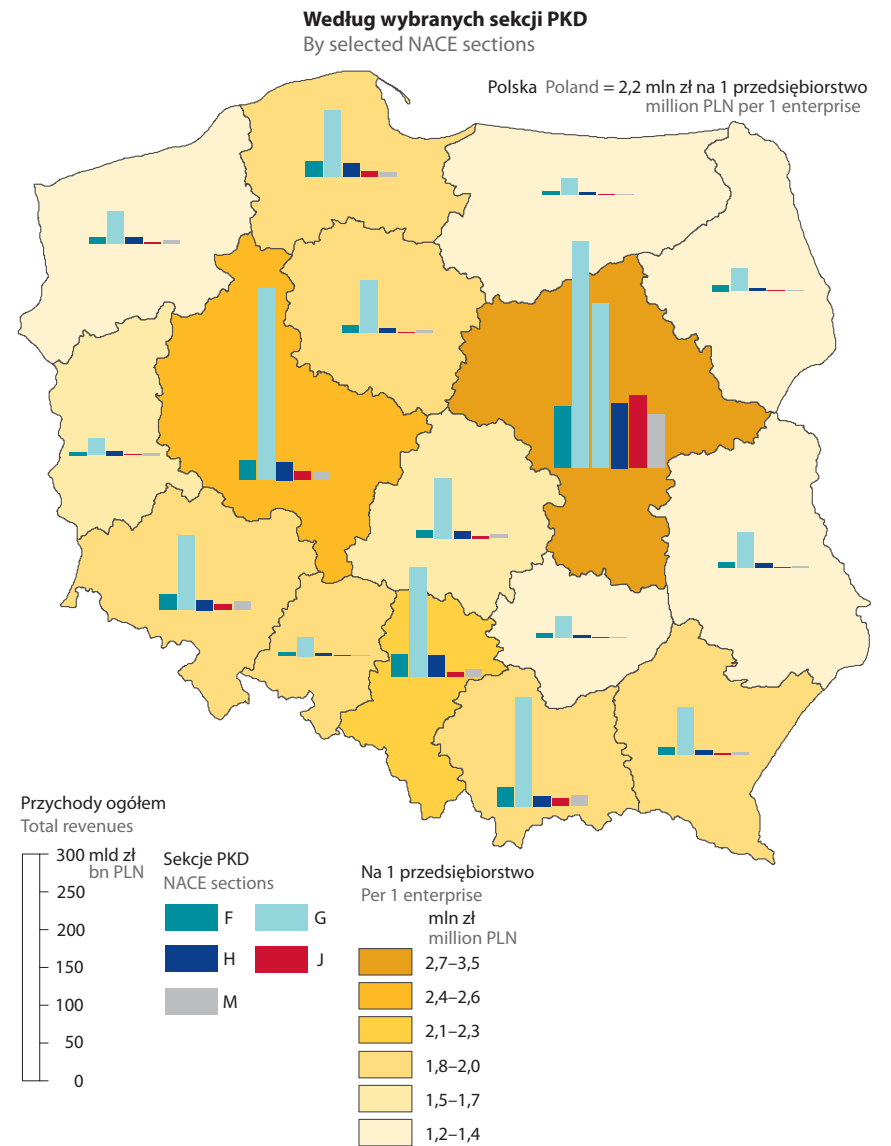 Według wybranych sekcji PKD
By selected NACE sections
Polska Poland = 2,2 mln zł na 1 przedsiębiorstwo
million PLN per 1 enterprise
Przychody ogółem
Total revenues
300 mld zł
bn PLN
250
200
150
100
50
0
Sekcje PKD
NACE sections
F G
H J
M
Na 1 przedsiębiorstwo
Per 1 enterprise
mln zł
million PLN
2,7–3,5
2,4–2,6
2,1–2,3
1,8–2,0
1,5–1,7
1,2–1,4